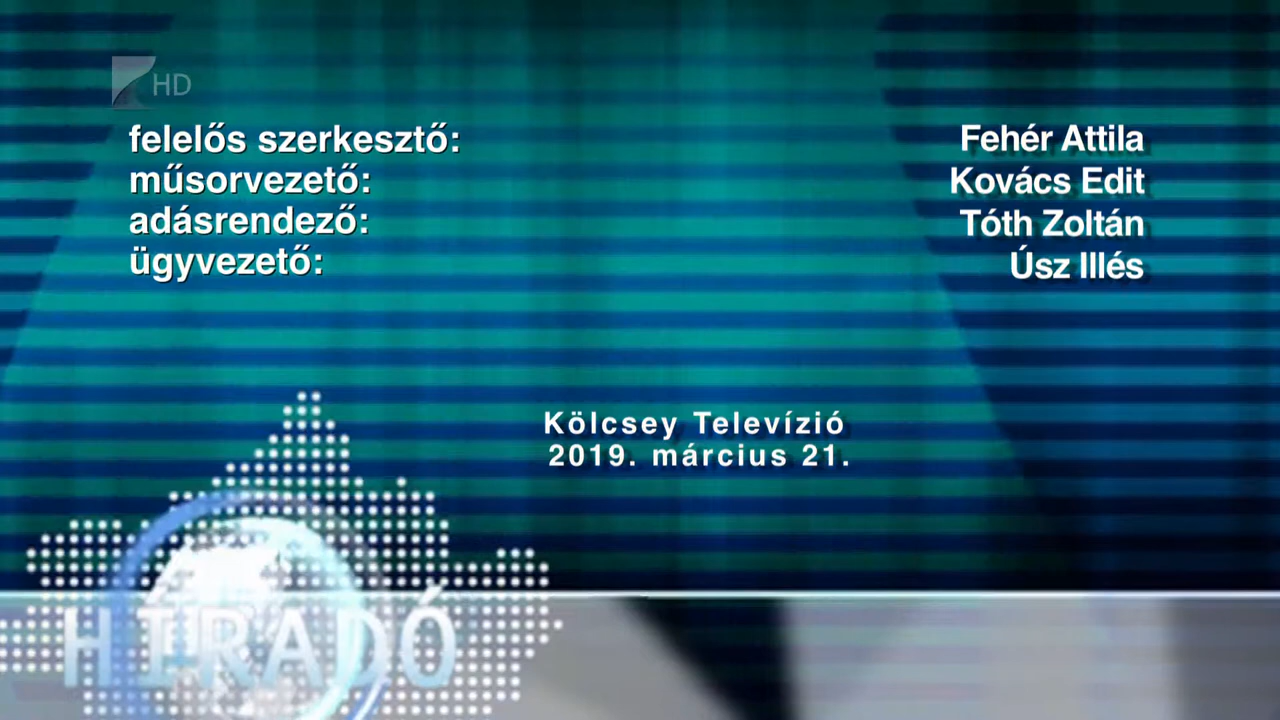 HD
felelős szerkesztő: Fehér Attila
műsorvezető: Kovács Edit
adásrendező: Tóth Zoltán
ügyvezető: Úsz Illés
Kölcsey Televízió
2019. március 21.
HIRADÓ